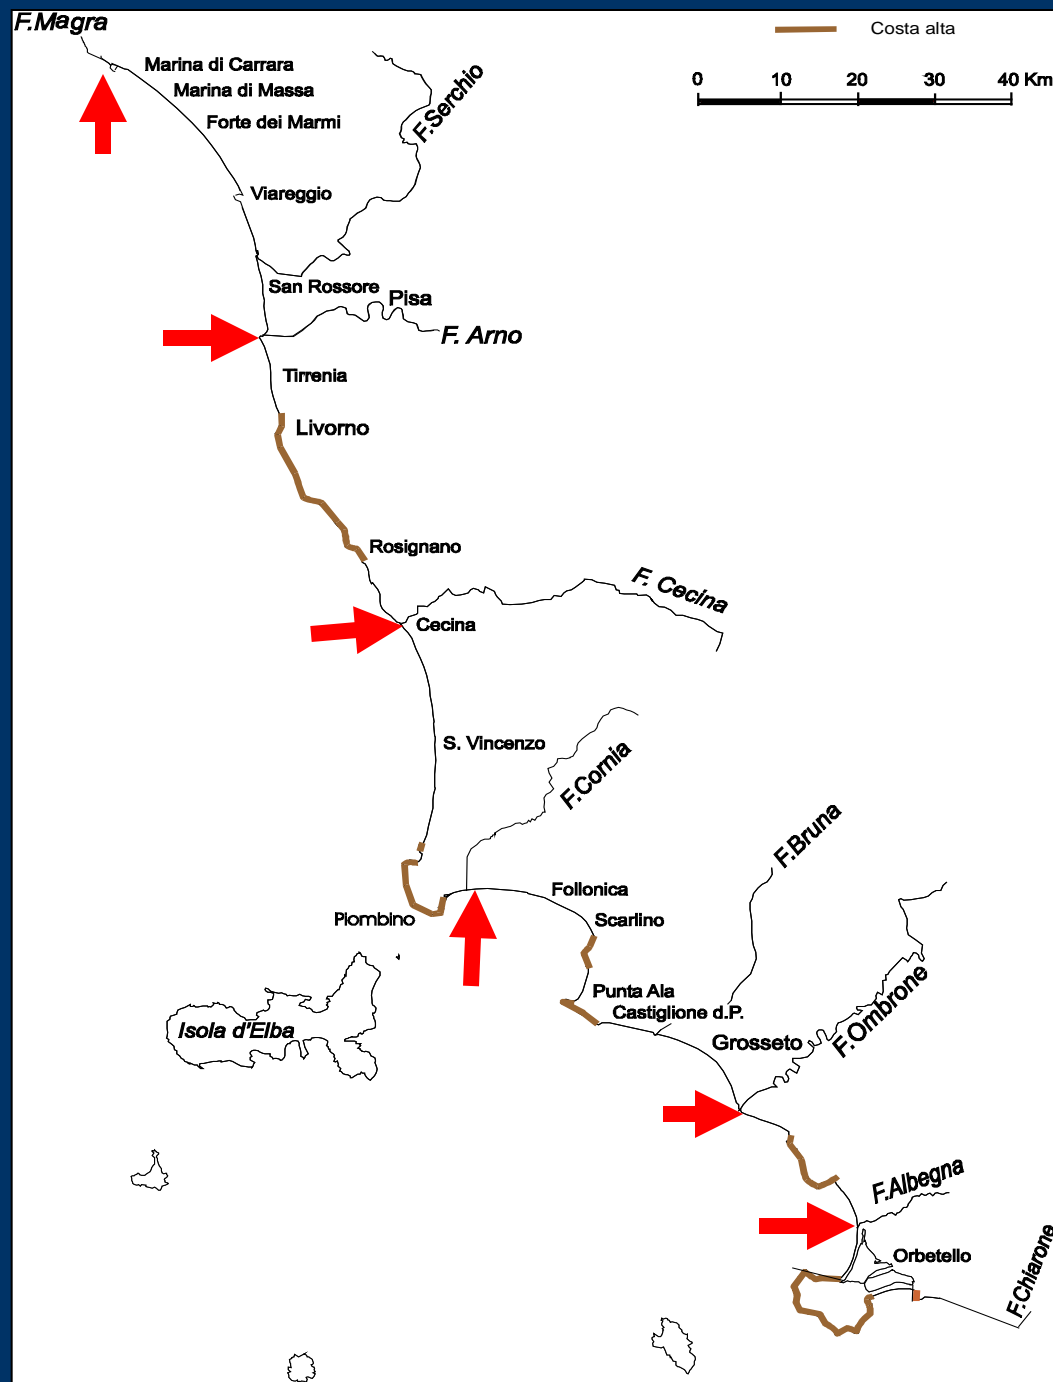 F.Magra
Costa alta
Marina di Carrara
0 10 20 30 40 Km
Marina di Massa
F.Serchio
Forte dei Marmi
Viareggio
San Rossore
Pisa
F. Arno
Tirrenia
Livorno
Rosignano
F. Cecina
Cecina
S. Vincenzo
F.Cornia
F.Bruna
Follonica
Piombino
Scarlino
Punta Ala
Castiglione d.P.
F.Ombrone
Isola d'Elba
Grosseto
F.Albegna
Orbetello
F.Chiarone